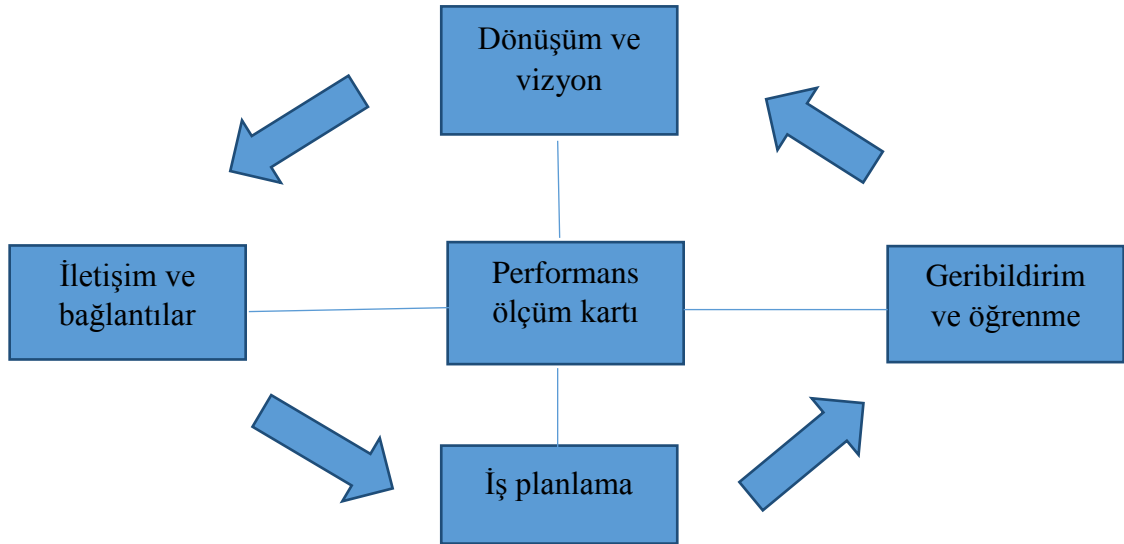 Dönüşüm ve
vizyon
İletişim ve
bağlantılar
Performans
ölçüm kartı
Geribildirim
ve öğrenme
İş planlama